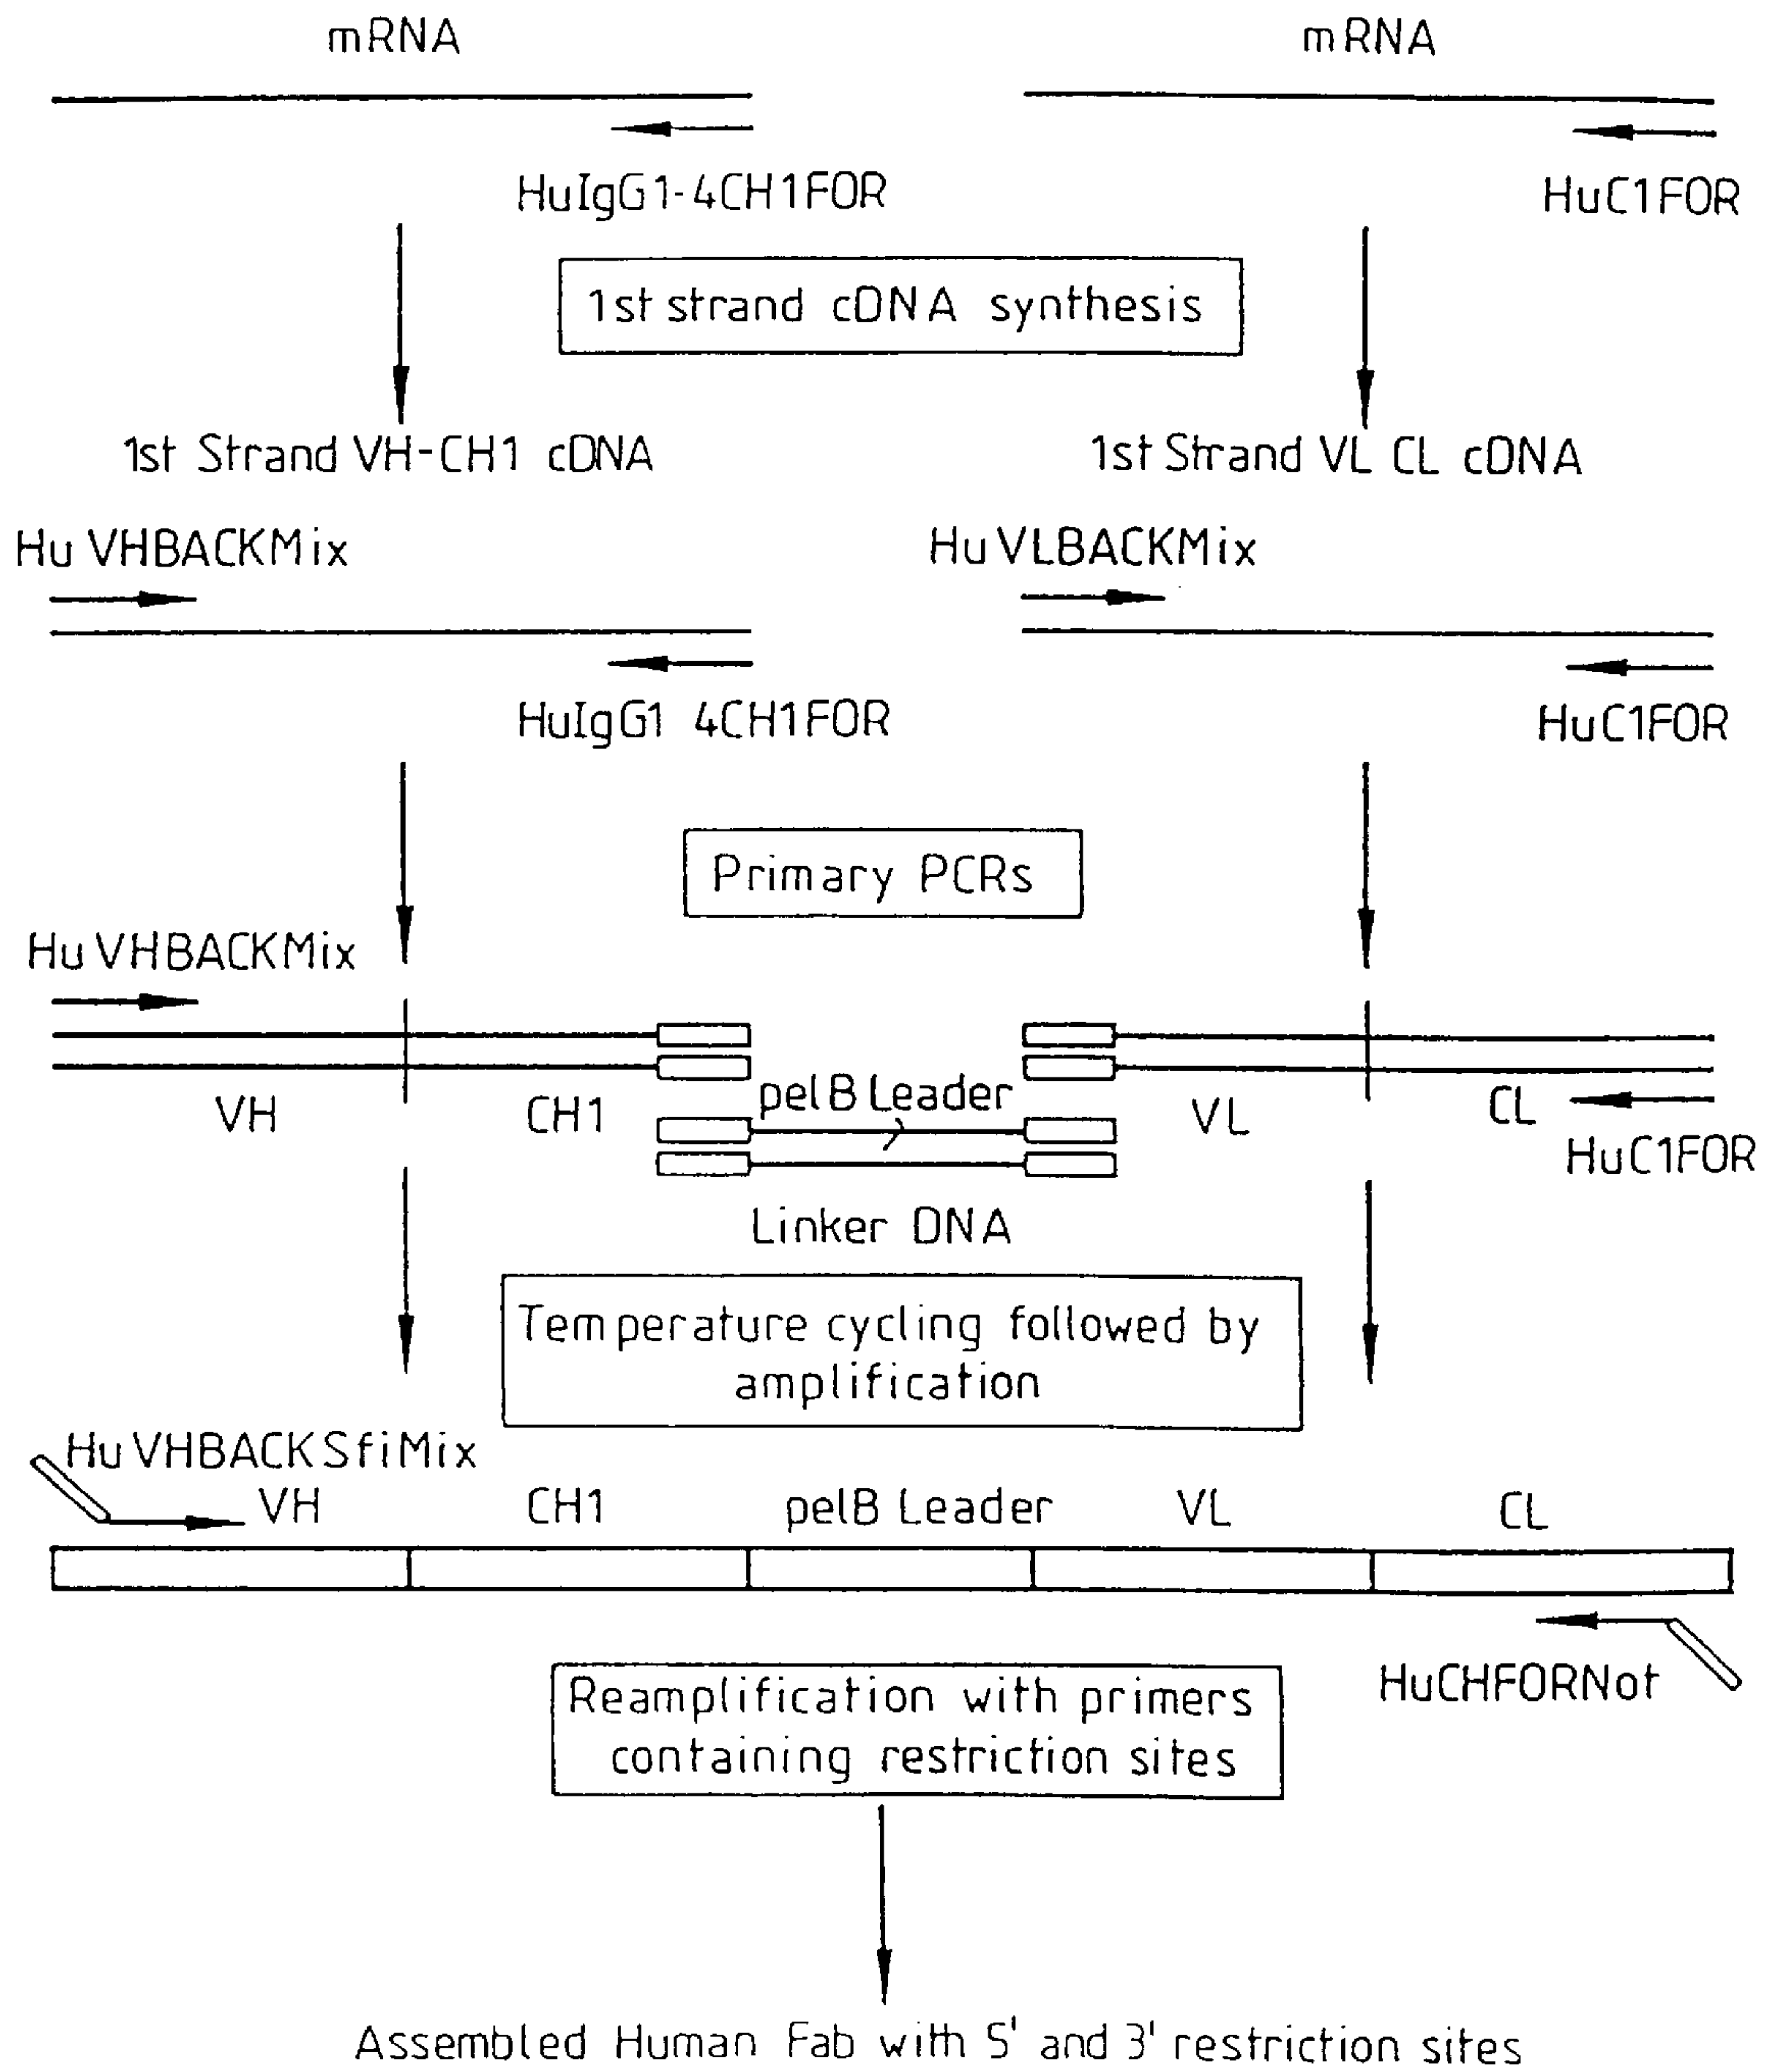 mRNA
mRNA
HuIgG1-4CH1FOR
HuC1FOR
1st strand cDNA synthesis
1st Strand VH-CH1 cDNA
1st Strand VL CL cDNA
Hu VHBACKMix
Hu VLBACKMix
HuIgG1 4CH1FOR
HuC1FOR
Primary PCRs
Hu VHBACKMix
VH
CH1
pelB Leader
VL
CL
HuC1FOR
Linker DNA
Temperature cycling followed by
amplification
Hu VHBACKSfiMix
VH
CH1
pelB Leader
VL
CL
HuCHFORNot
Reamplification with primers
containing restriction sites
Assembled Human Fab with 5' and 3' restriction sites